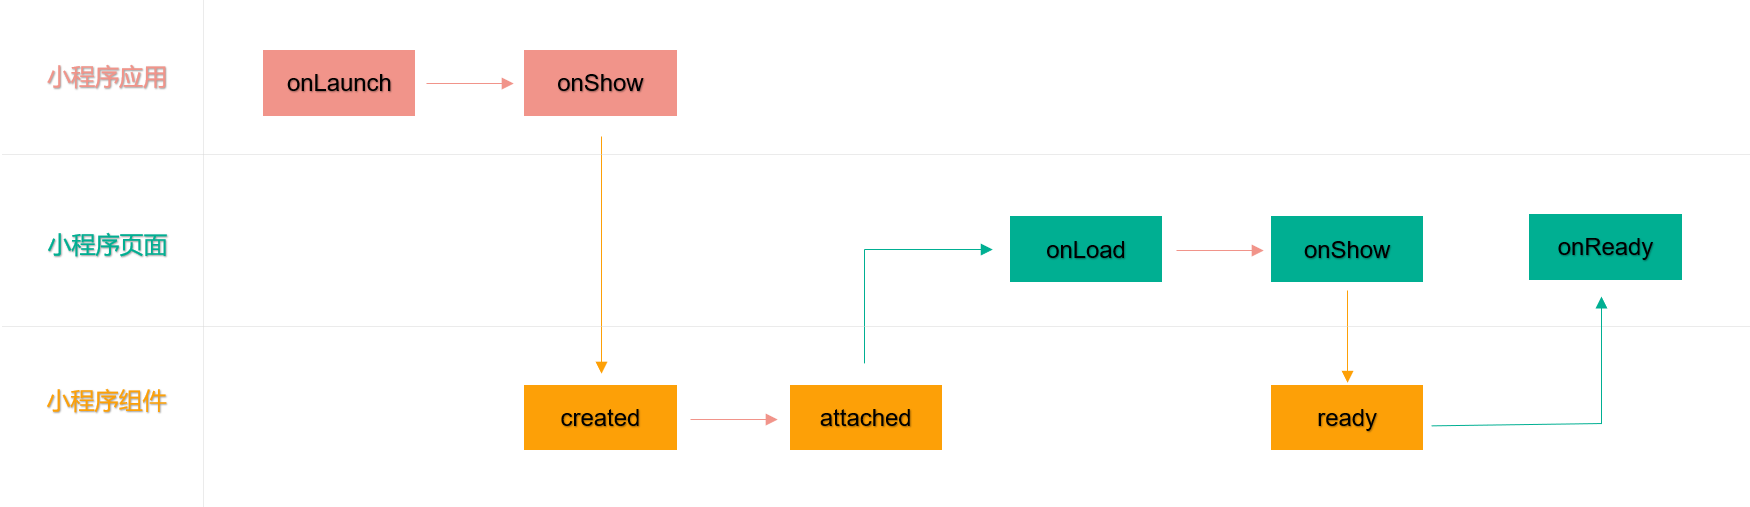 小程序应用
onLaunch
onShow
小程序页面
onLoad
onShow
onReady
小程序组件
created
attached
ready